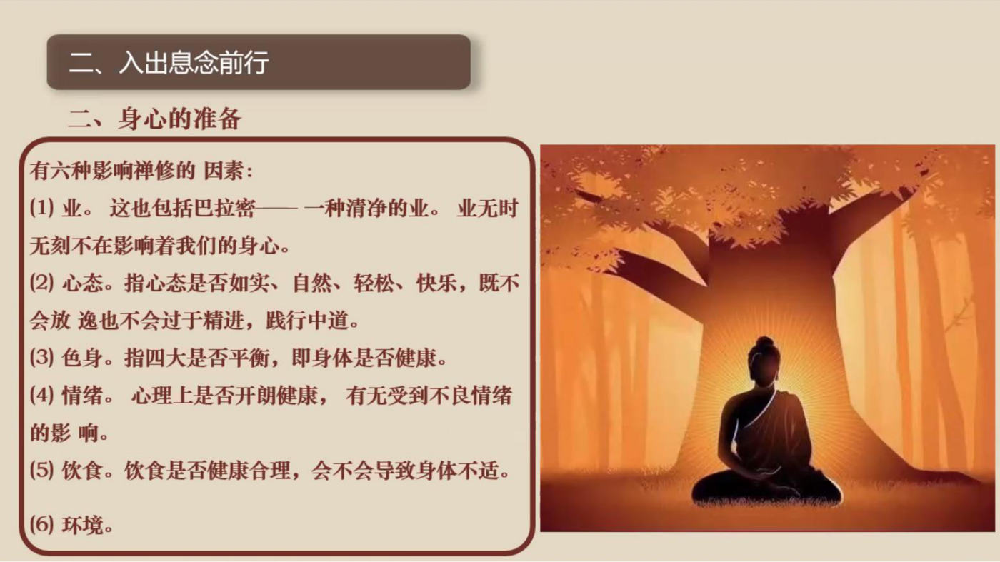 二、入出息念前行
二、身心的准备
有六种影响禅修的 因素：
(1) 业。 这也包括巴拉密—— 一种清净的业。 业无时
无刻不在影响着我们的身心。
(2) 心态。指心态是否如实、自然、轻松、快乐，既不
会放 逸也不会过于精进，践行中道。
(3) 色身。指四大是否平衡，即身体是否健康。
(4) 情绪。 心理上是否开朗健康， 有无受到不良情绪
的影 响。
(5) 饮食。饮食是否健康合理，会不会导致身体不适。
(6) 环境。